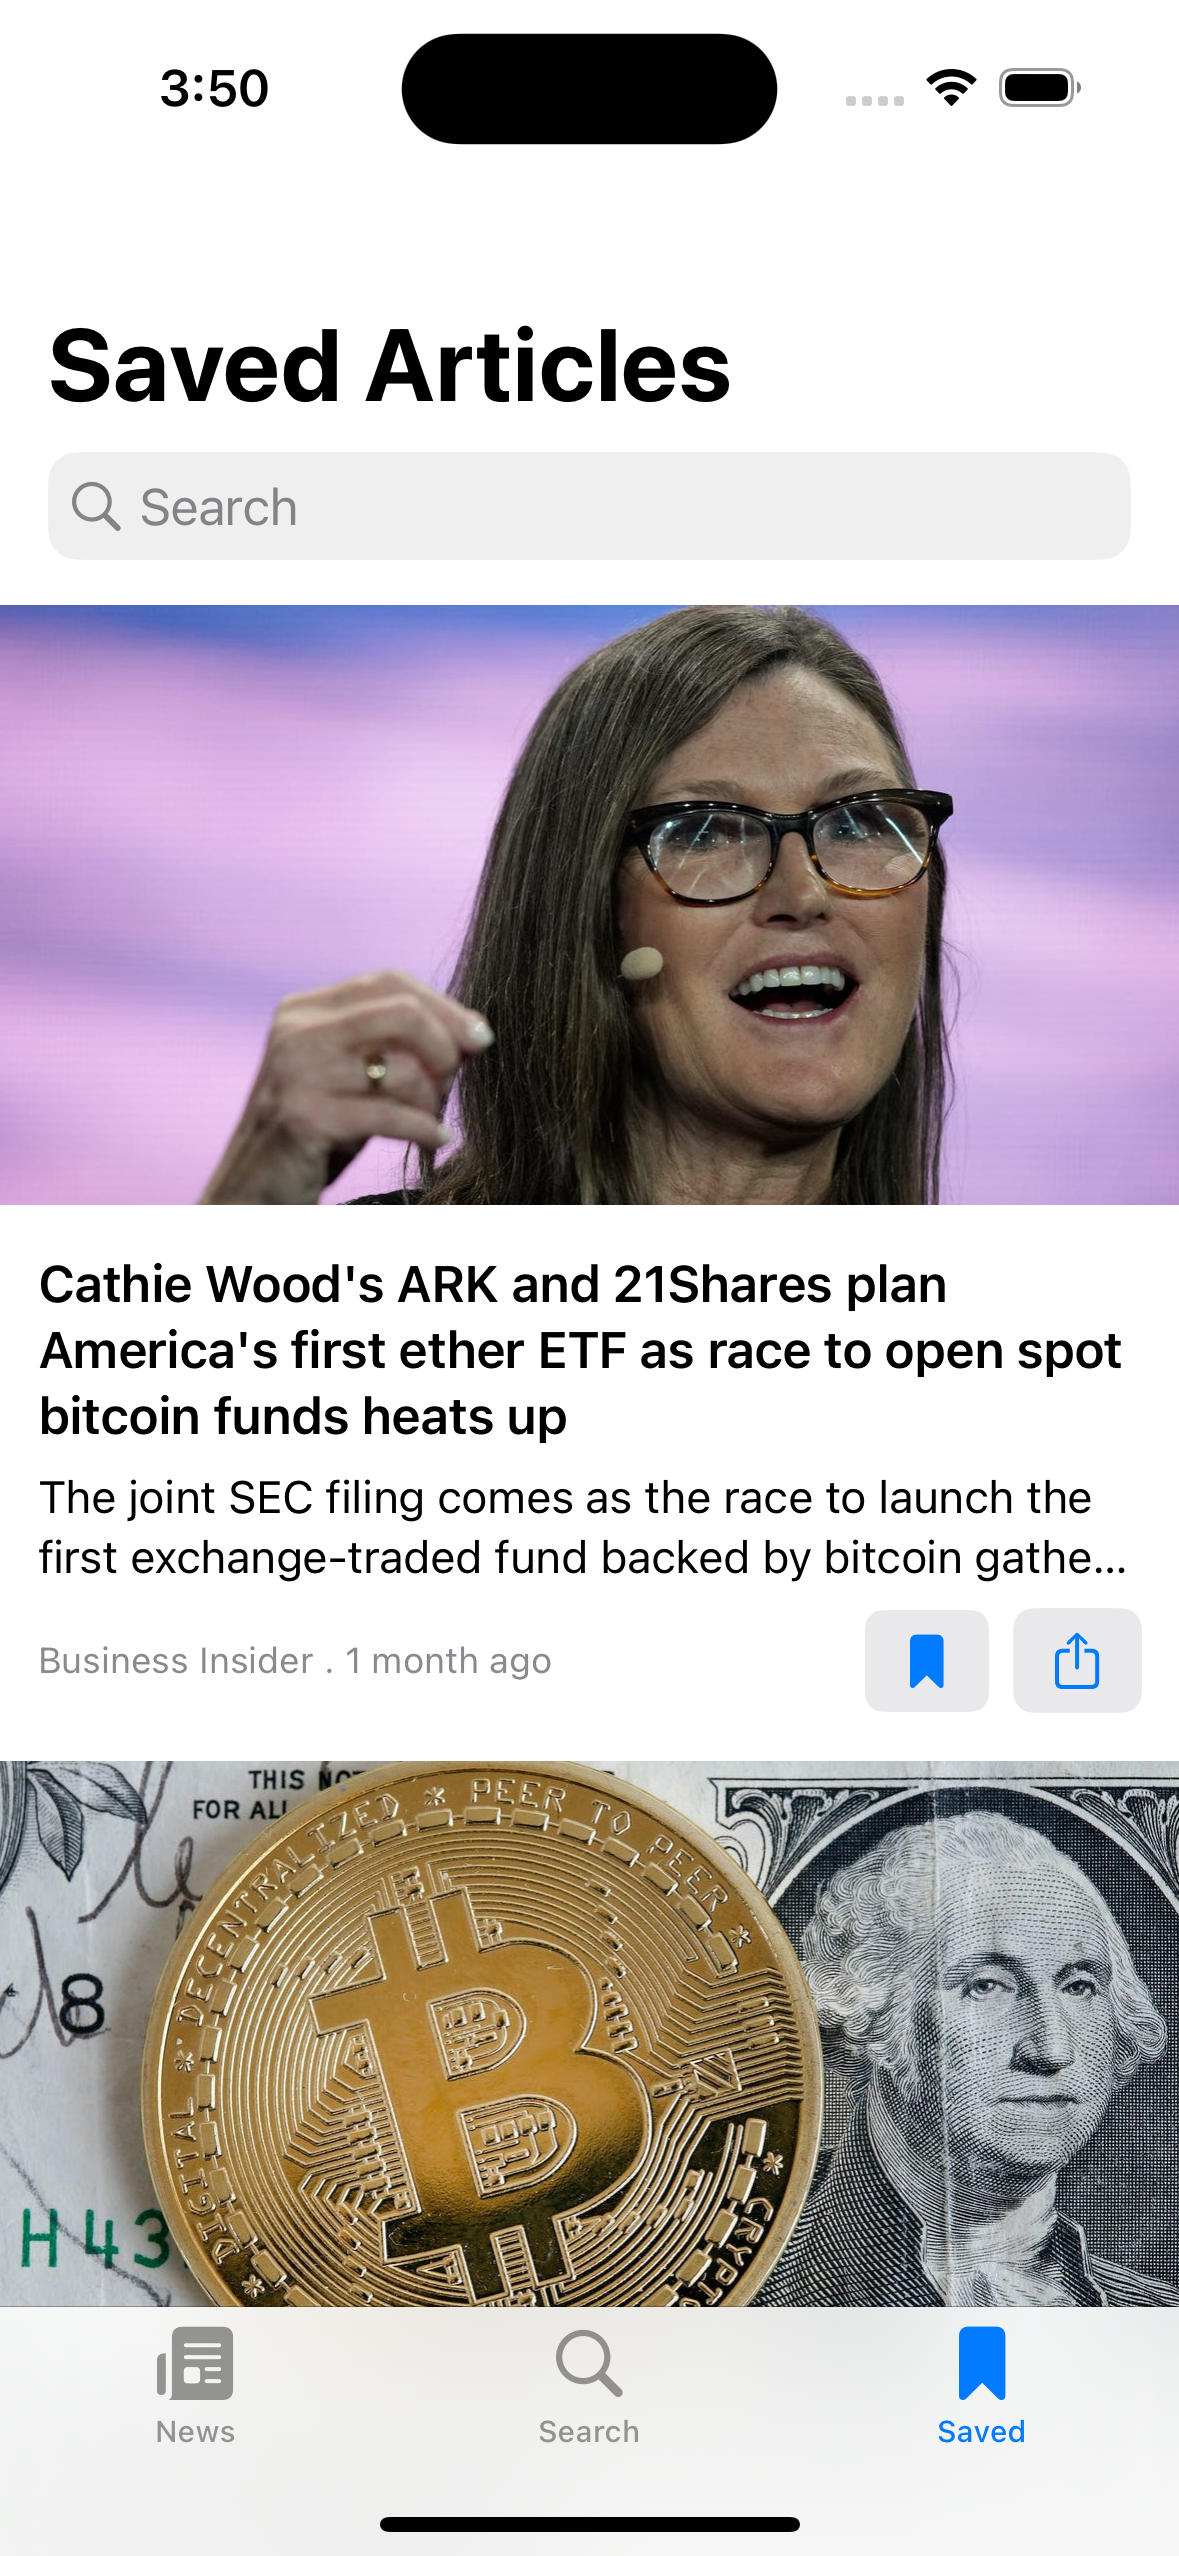 3:50
Saved Articles
Search
Cathie Wood's ARK and 21Shares plan
America's first ether ETF as race to open spot
bitcoin funds heats up
The joint SEC filing comes as the race to launch the
first exchange-traded fund backed by bitcoin gathe...
Business Insider . 1 month ago
THIS NOT
FOR ALL
DIGITAL * DECENTRALIZED * PEER TO PEER *
* CRYPTO
8
H 43
News
Search
Saved